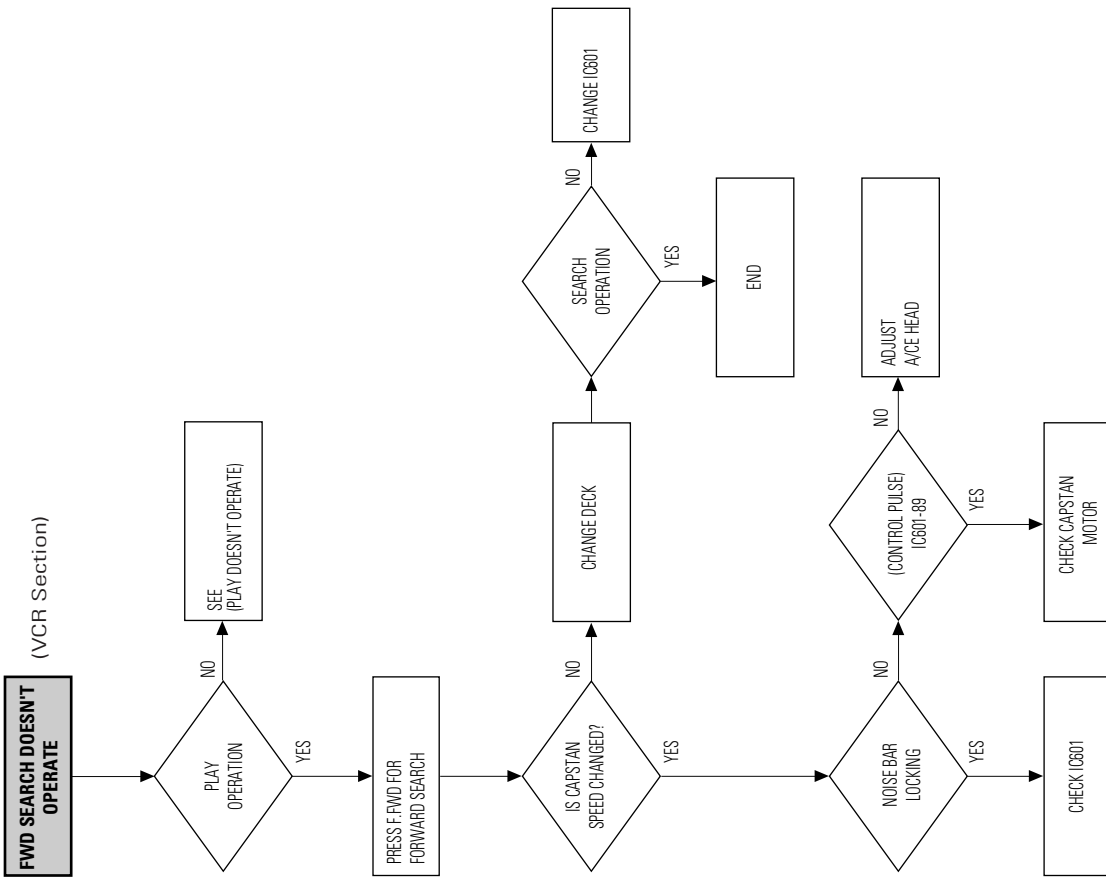 FWD SEARCH DOESN'T
OPERATE
(VCR Section)
PLAY
OPERATION
NO
SEE
(PLAY DOESN'T OPERATE)
YES
PRESS F.FWD FOR
FORWARD SEARCH
IS CAPSTAN
SPEED CHANGED?
NO
CHANGE DECK
SEARCH
OPERATION
NO
CHANGE IC601
YES
END
YES
NOISE BAR
LOCKING
NO
(CONTROL PULSE)
IC601-89
NO
ADJUST
A/CE HEAD
YES
CHECK CAPSTAN
MOTOR
YES
CHECK IC601